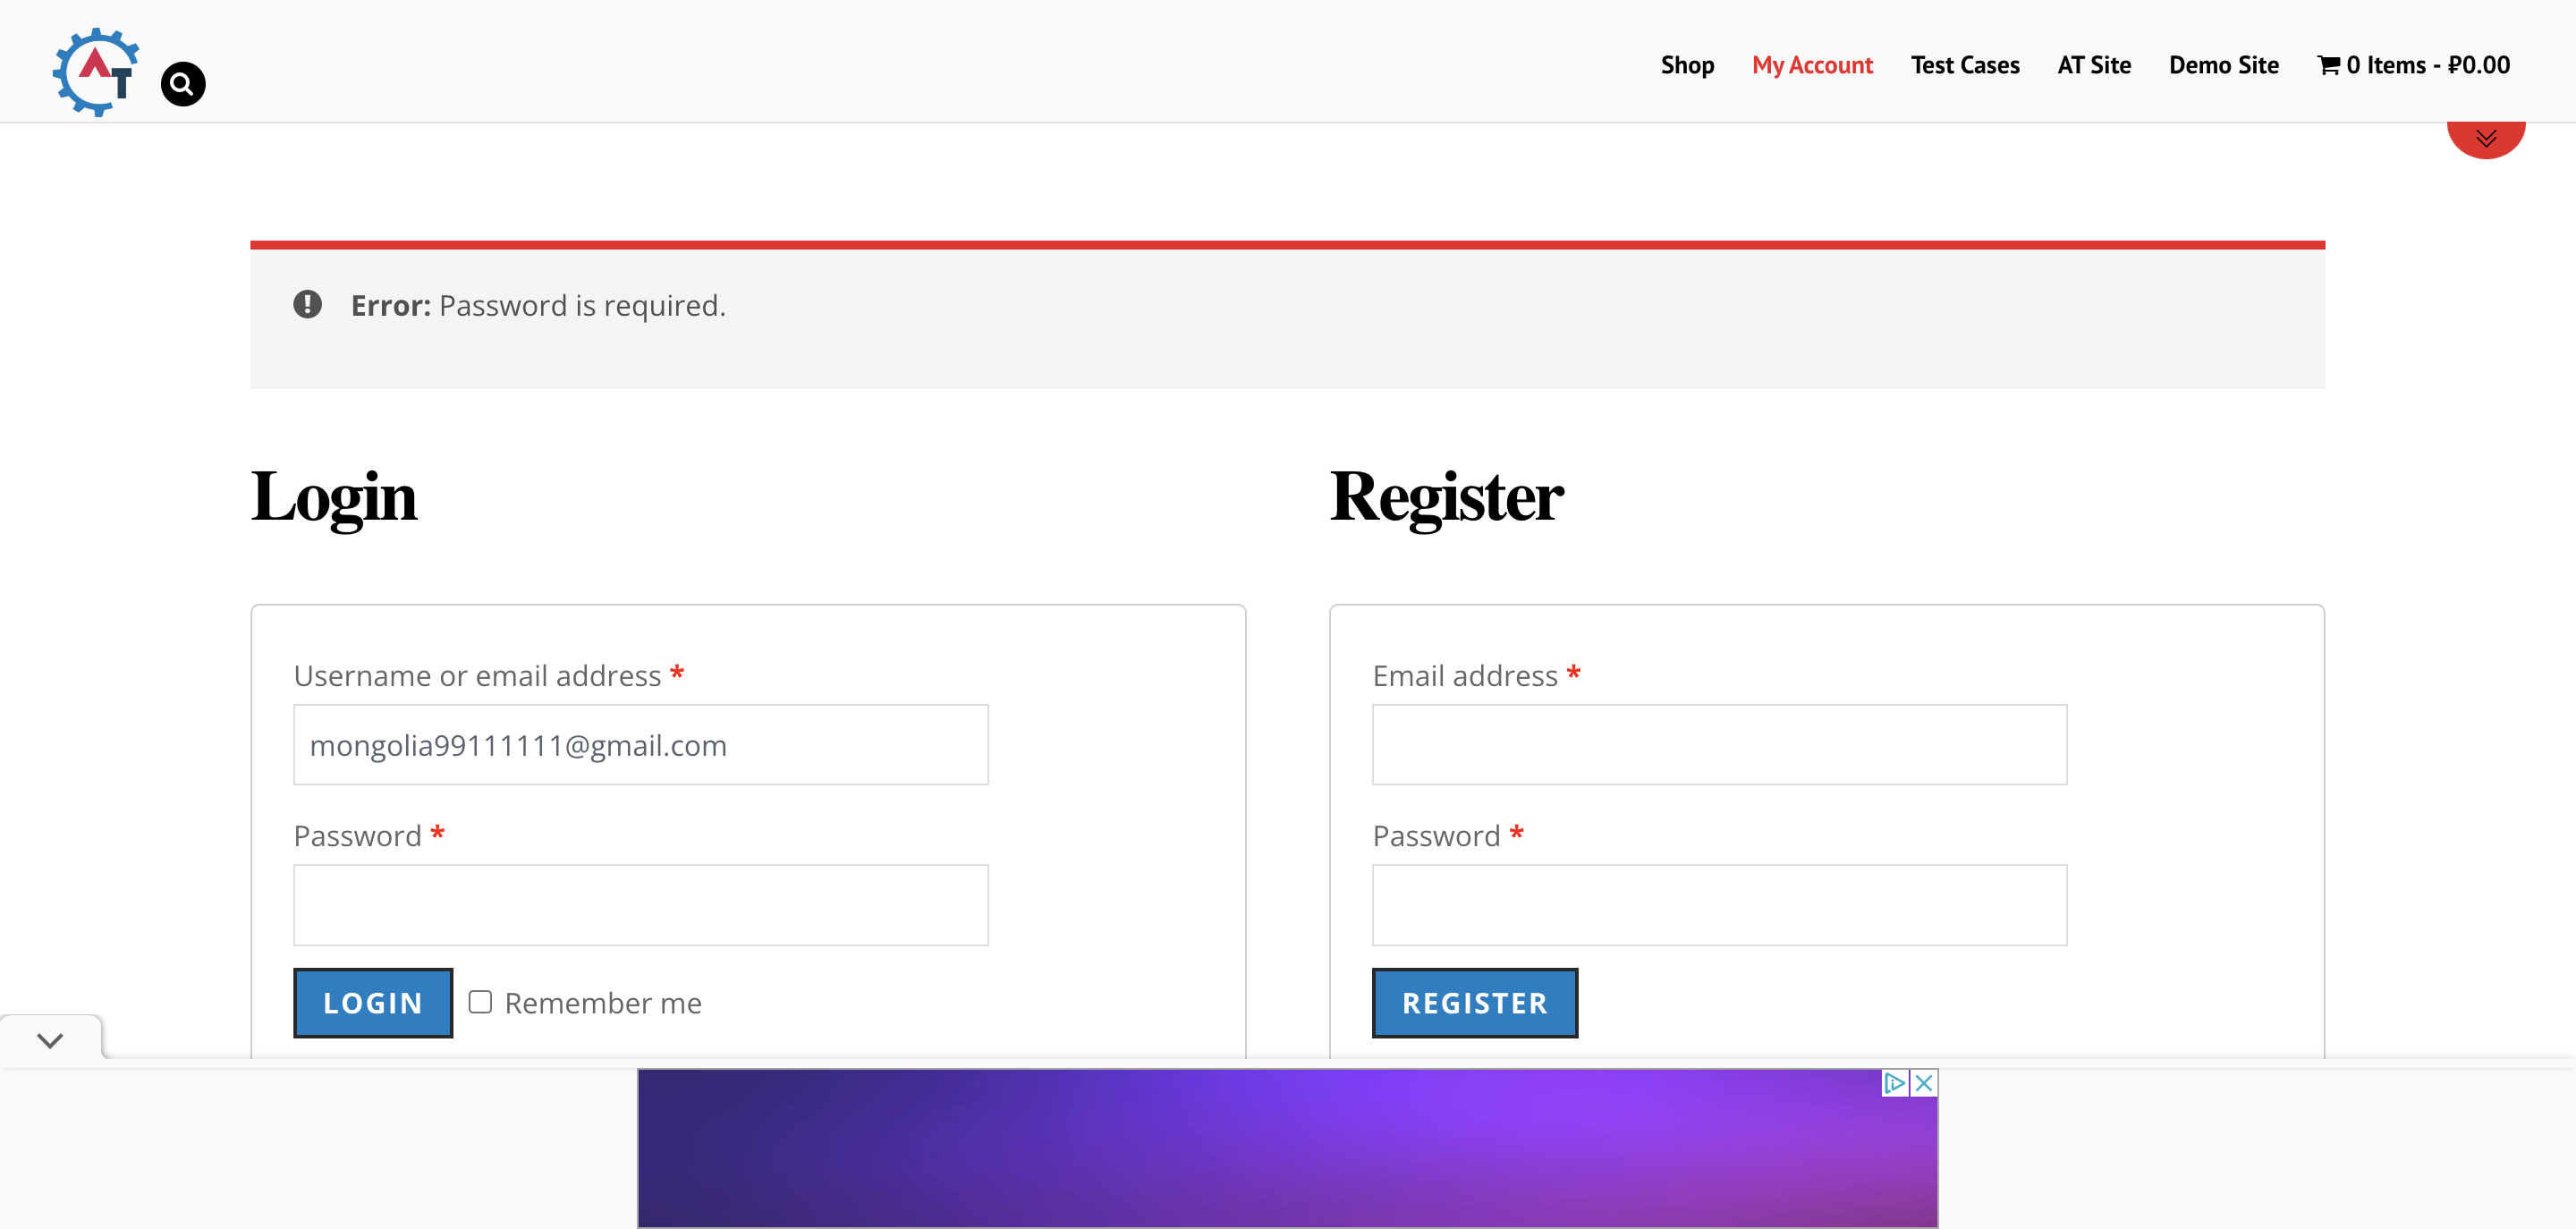 AT
Shop My Account Test Cases AT Site Demo Site 0 Items - ₽0.00
Error: Password is required.
Login
Register
Username or email address *
mongolia99111111@gmail.com
Password *
LOGIN Remember me
Email address *
Password *
REGISTER